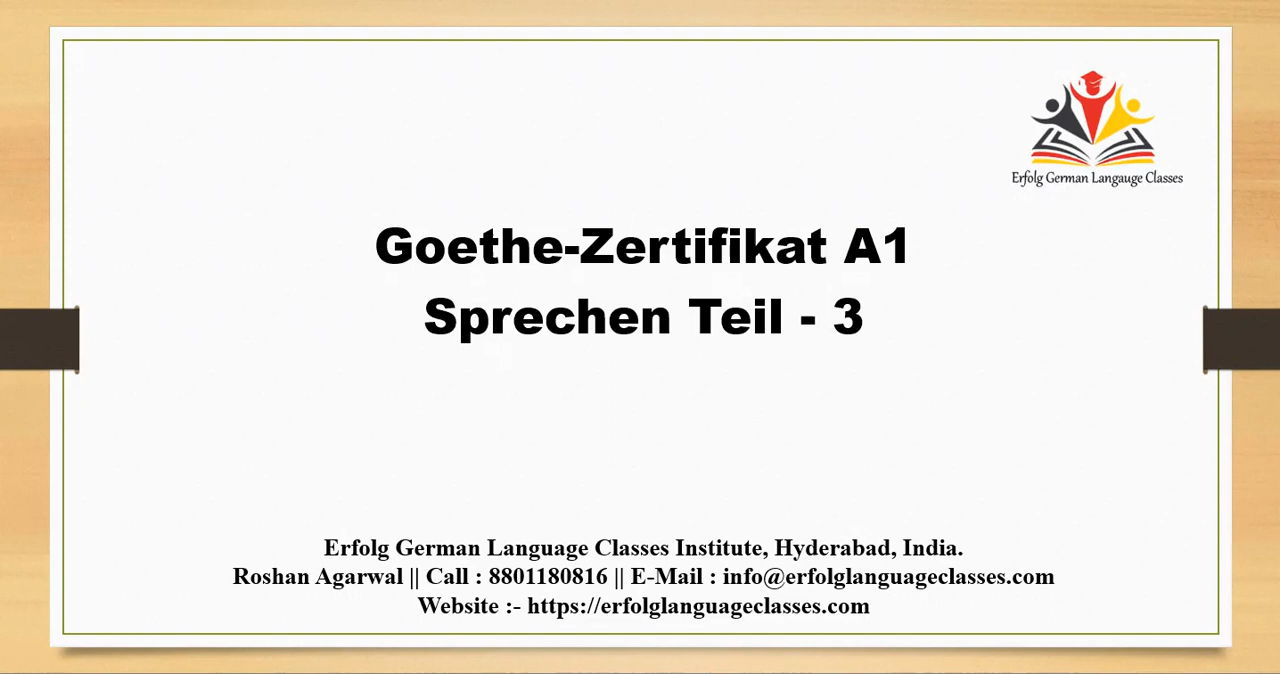 Erfolg German Langauge Classes
Goethe-Zertifikat A1
Sprechen Teil - 3
Erfolg German Language Classes Institute, Hyderabad, India.
Roshan Agarwal || Call : 8801180816 || E-Mail : info@erfolglanguageclasses.com
Website :- https://erfolglanguageclasses.com